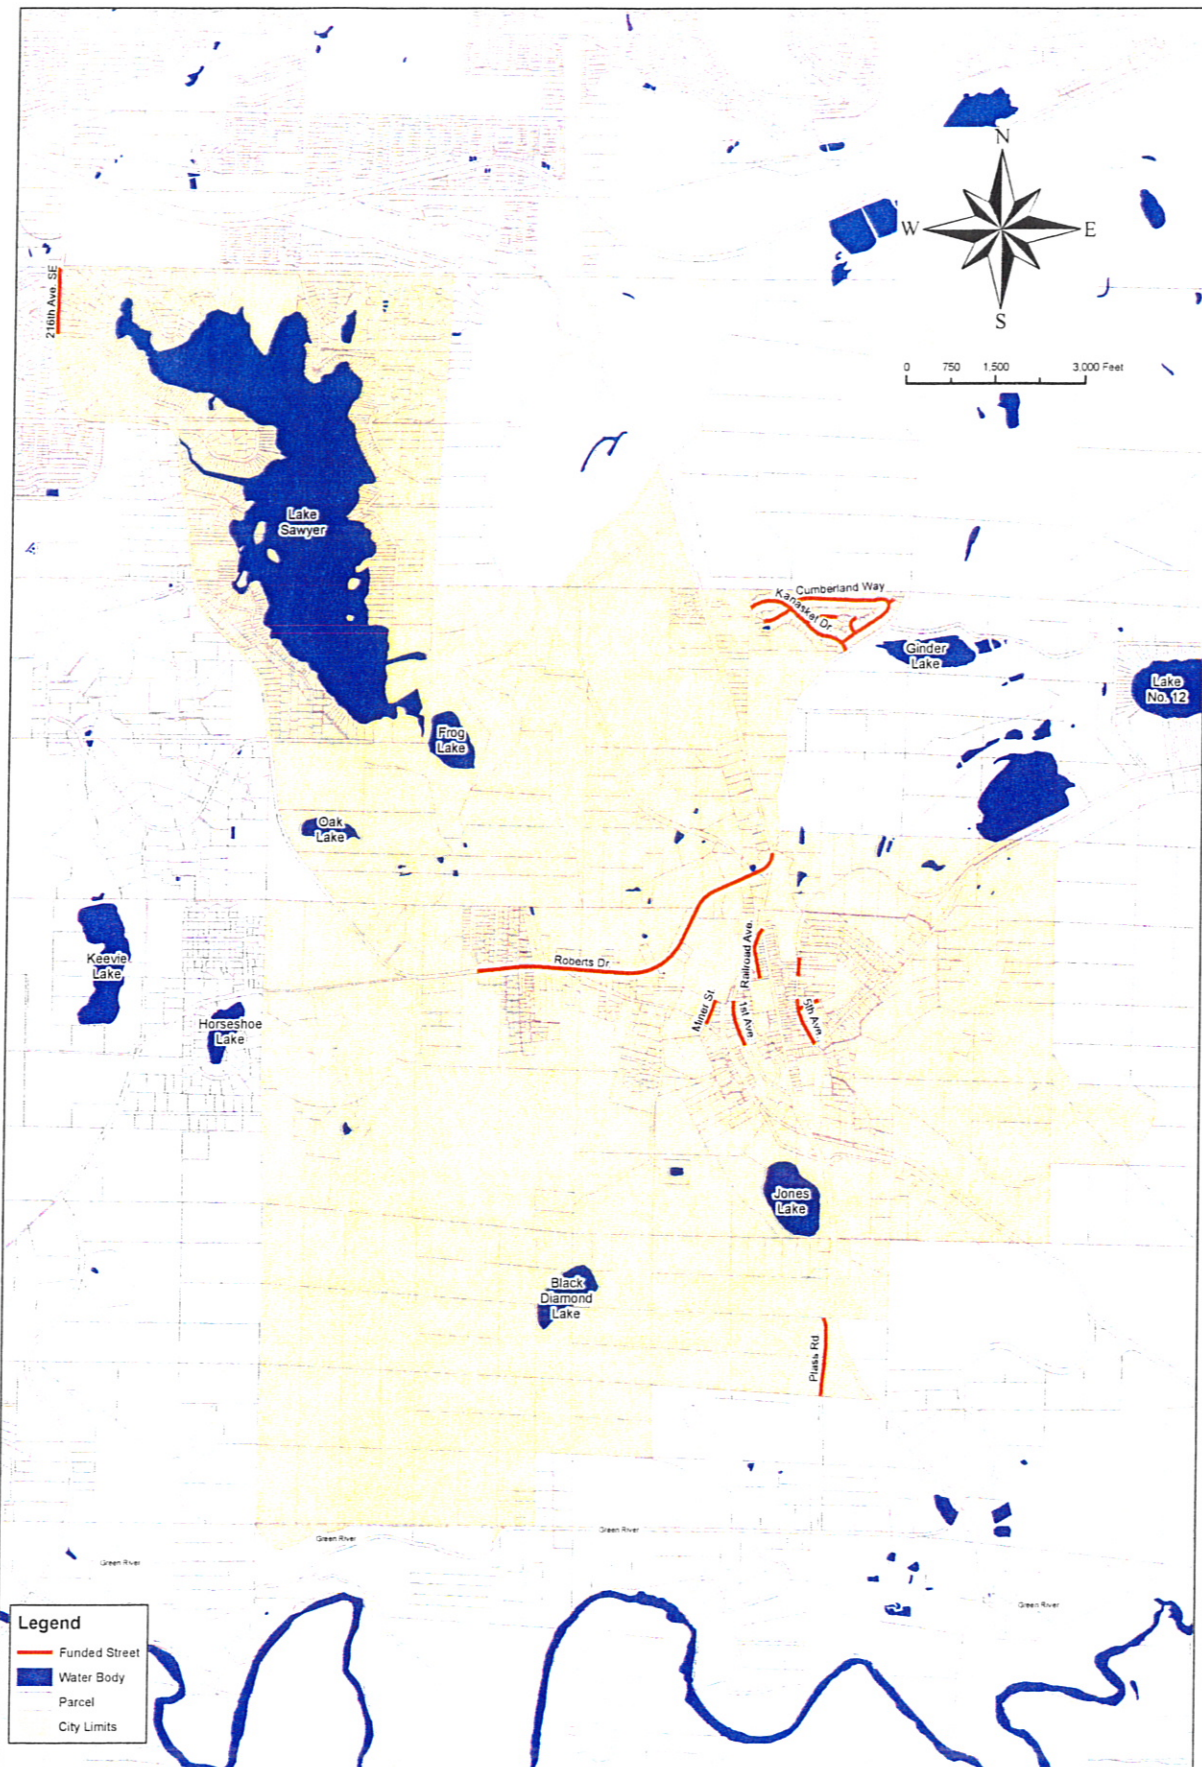 N
W
E
S
0 750 1,500 3,000 Feet
216th Ave. SE
Lake
Sawyer
Cumberland Way
Kanasket Dr
Ginder
Lake
Lake
No. 12
Frog
Lake
Oak
Lake
Roberts Dr
Railroad Ave.
Keevie
Lake
Miner St.
1st Av
5th Ave.
Horseshoe
Lake
Jones
Lake
Black
Diamond
Lake
Plass Rd
Green River
Green River
Green River
Green River
Legend
Funded Street
Water Body
Parcel
City Limits